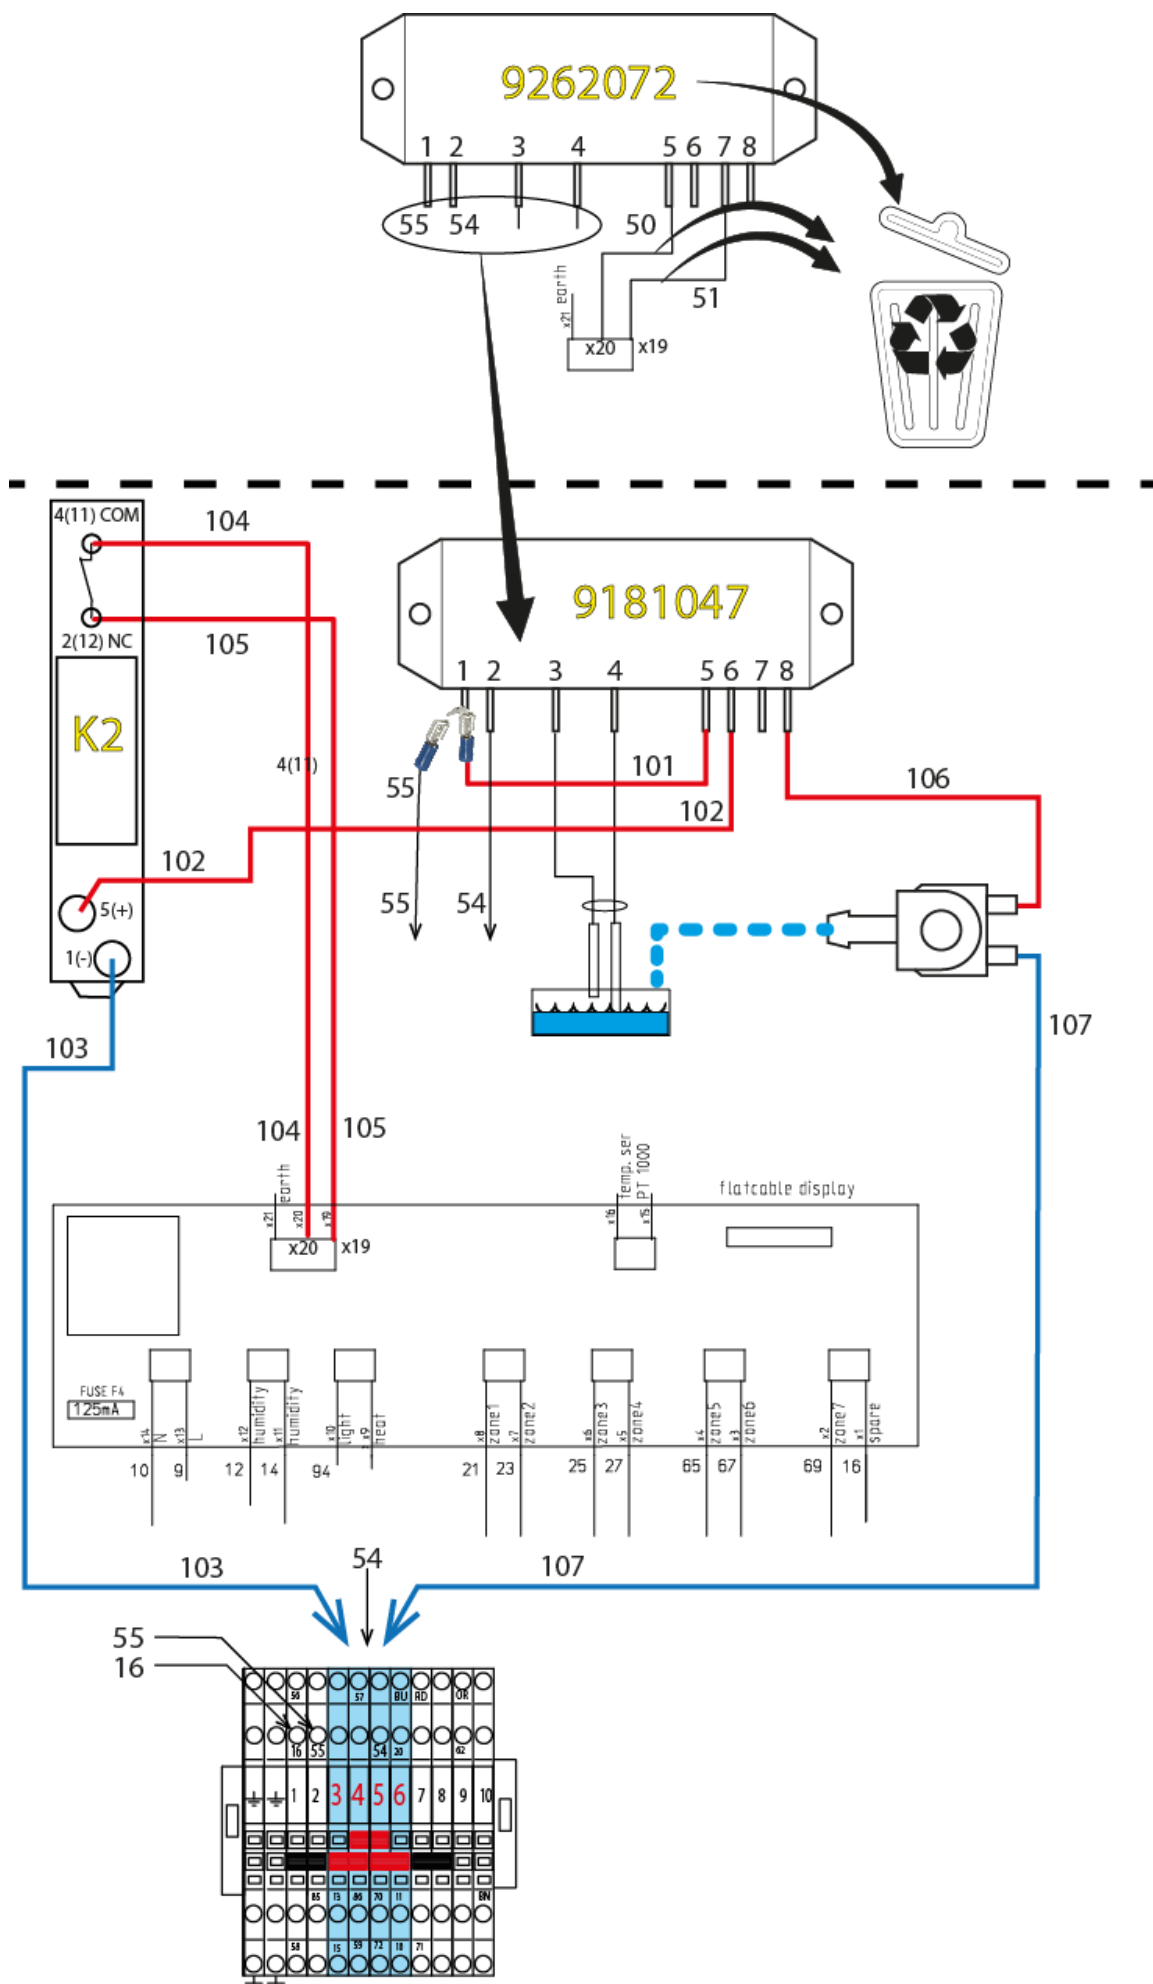 9262072
1 2 3 4 5 6 7 8
55 54 50
51
x21 earth
x20 x19
4(11) COM
104
105
2(12) NC
K2
4(11)
102
5(+)
1(-)
103
9181047
1 2 3 4 5 6 7 8
101
102
106
55
55
54
107
104 105
x21 earth
x20
x19
x20 x19
temp. ser
PT 1000
x16
x15
flatcable display
FUSE F4
125mA
x14 N
x13 L
x12 humidity
x11 humidity
x10 light
x9 heat
x8 zone1
x7 zone2
x6 zone3
x5 zone4
x4 zone5
x3 zone6
x2 zone7
x1 spare
10 9 12 14 94 21 23 25 27 65 67 69 16
103 54 107
55
16
56 57 BU RD OR
16 55 54 20 62
1 2 3 4 5 6 7 8 9 10
85 13 86 70 11 BN
58 15 59 72 18 71